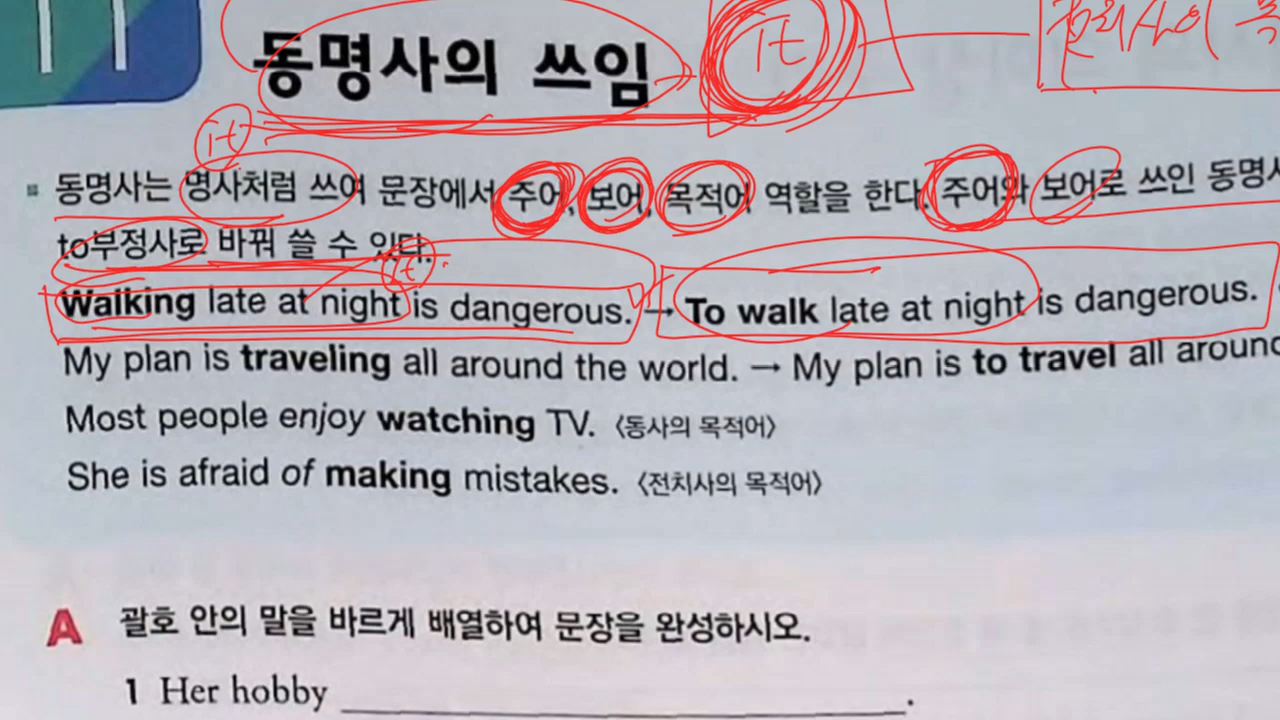 11
동명사의 쓰임
it
it
동명사는 명사처럼 쓰여 문장에서 주어, 보어, 목적어 역할을 한다. 주어와 보어로 쓰인 동명사
to부정사로 바꿔 쓸 수 있다.
it
Walking late at night is dangerous. → To walk late at night is dangerous.
My plan is traveling all around the world. → My plan is to travel all around
Most people enjoy watching TV. 〈동사의 목적어〉
She is afraid of making mistakes. 〈전치사의 목적어〉
A 괄호 안의 말을 바르게 배열하여 문장을 완성하시오.
1 Her hobby .